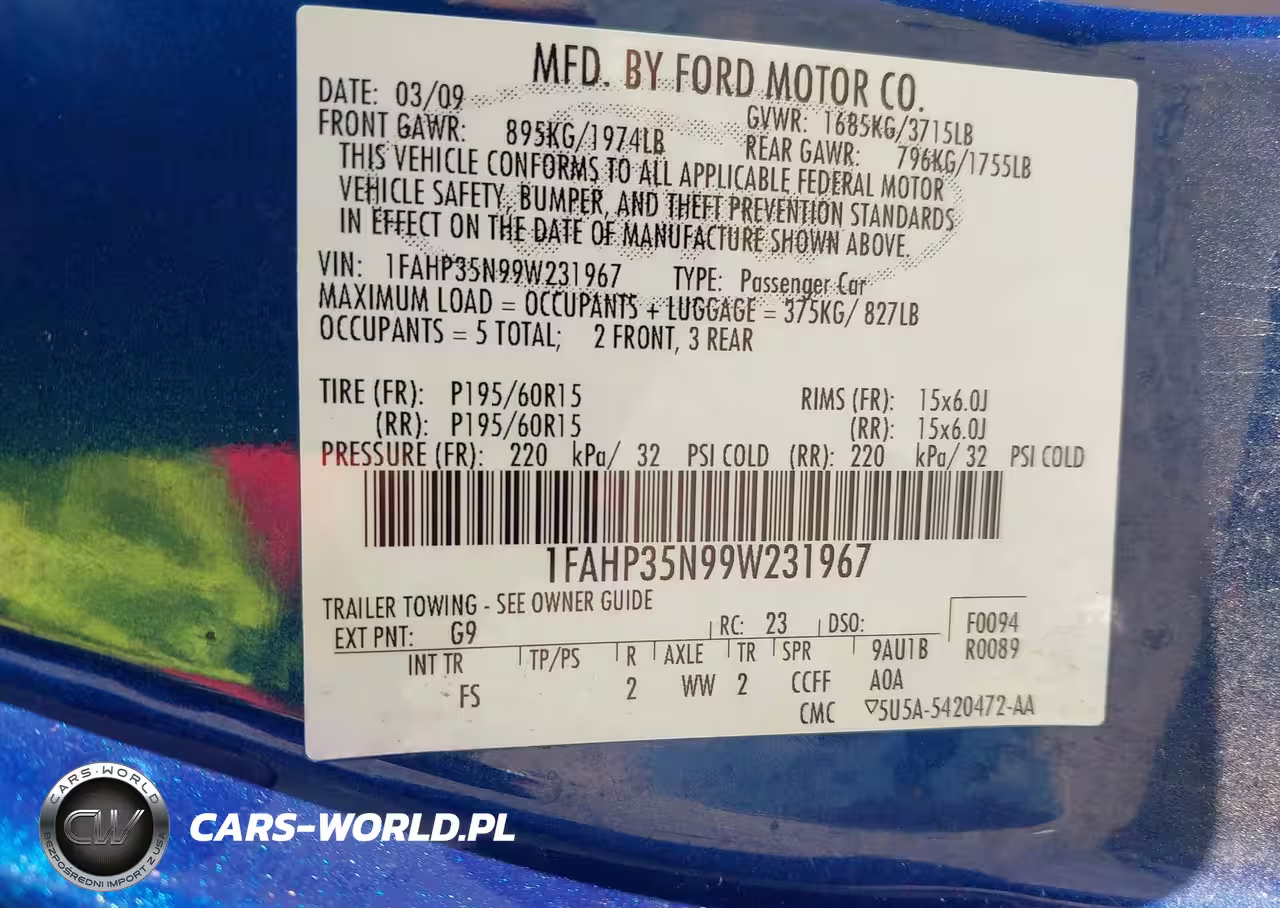 MFD. BY FORD MOTOR CO.
DATE: 03/09 GVWR: 1685KG/3715LB
FRONT GAWR: 895KG/1974LB REAR GAWR: 796KG/1755LB
THIS VEHICLE CONFORMS TO ALL APPLICABLE FEDERAL MOTOR
VEHICLE SAFETY, BUMPER, AND THEFT PREVENTION STANDARDS
IN EFFECT ON THE DATE OF MANUFACTURE SHOWN ABOVE.
VIN: 1FAHP35N99W231967 TYPE: Passenger Car
MAXIMUM LOAD = OCCUPANTS + LUGGAGE = 375KG/ 827LB
OCCUPANTS = 5 TOTAL; 2 FRONT, 3 REAR
TIRE (FR): P195/60R15 RIMS (FR): 15x6.0J
(RR): P195/60R15 (RR): 15x6.0J
PRESSURE (FR): 220 kPa/ 32 PSI COLD (RR): 220 kPa/ 32 PSI COLD
1FAHP35N99W231967
TRAILER TOWING - SEE OWNER GUIDE
EXT PNT: G9 RC: 23 DSO: F0094
INT TR TP/PS R AXLE TR SPR 9AU1B R0089
FS 2 WW 2 CCFF A0A
CMC ▽5U5A-5420472-AA
CARS-WORLD
CW
BEZPOŚREDNI IMPORT Z USA
CARS-WORLD.PL